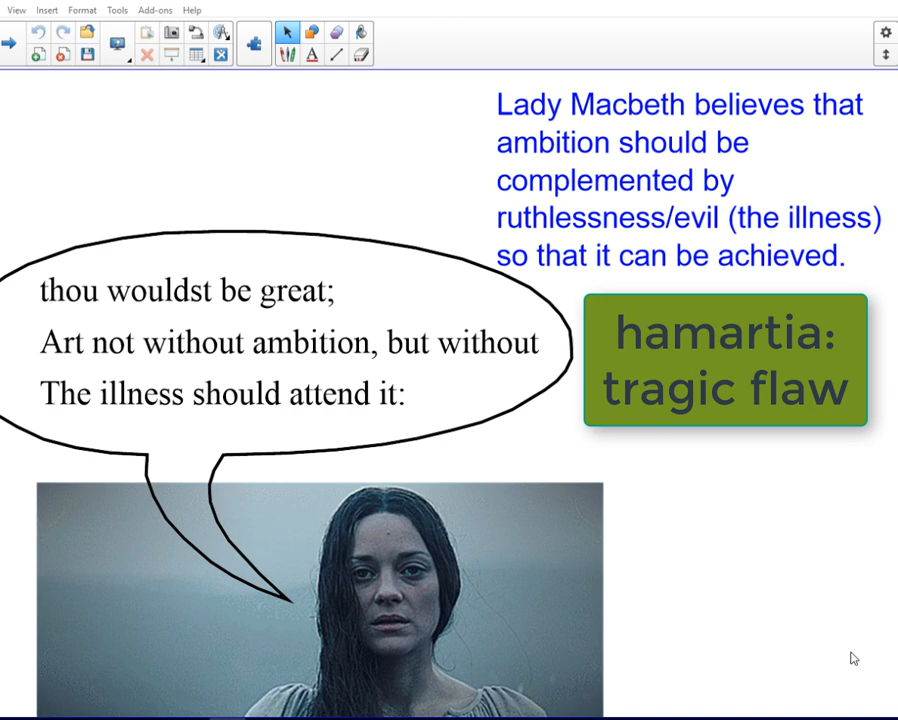 View Insert Format Tools Add-ons Help
Lady Macbeth believes that
ambition should be
complemented by
ruthlessness/evil (the illness)
so that it can be achieved.
thou wouldst be great;
Art not without ambition, but without
The illness should attend it:
hamartia:
tragic flaw